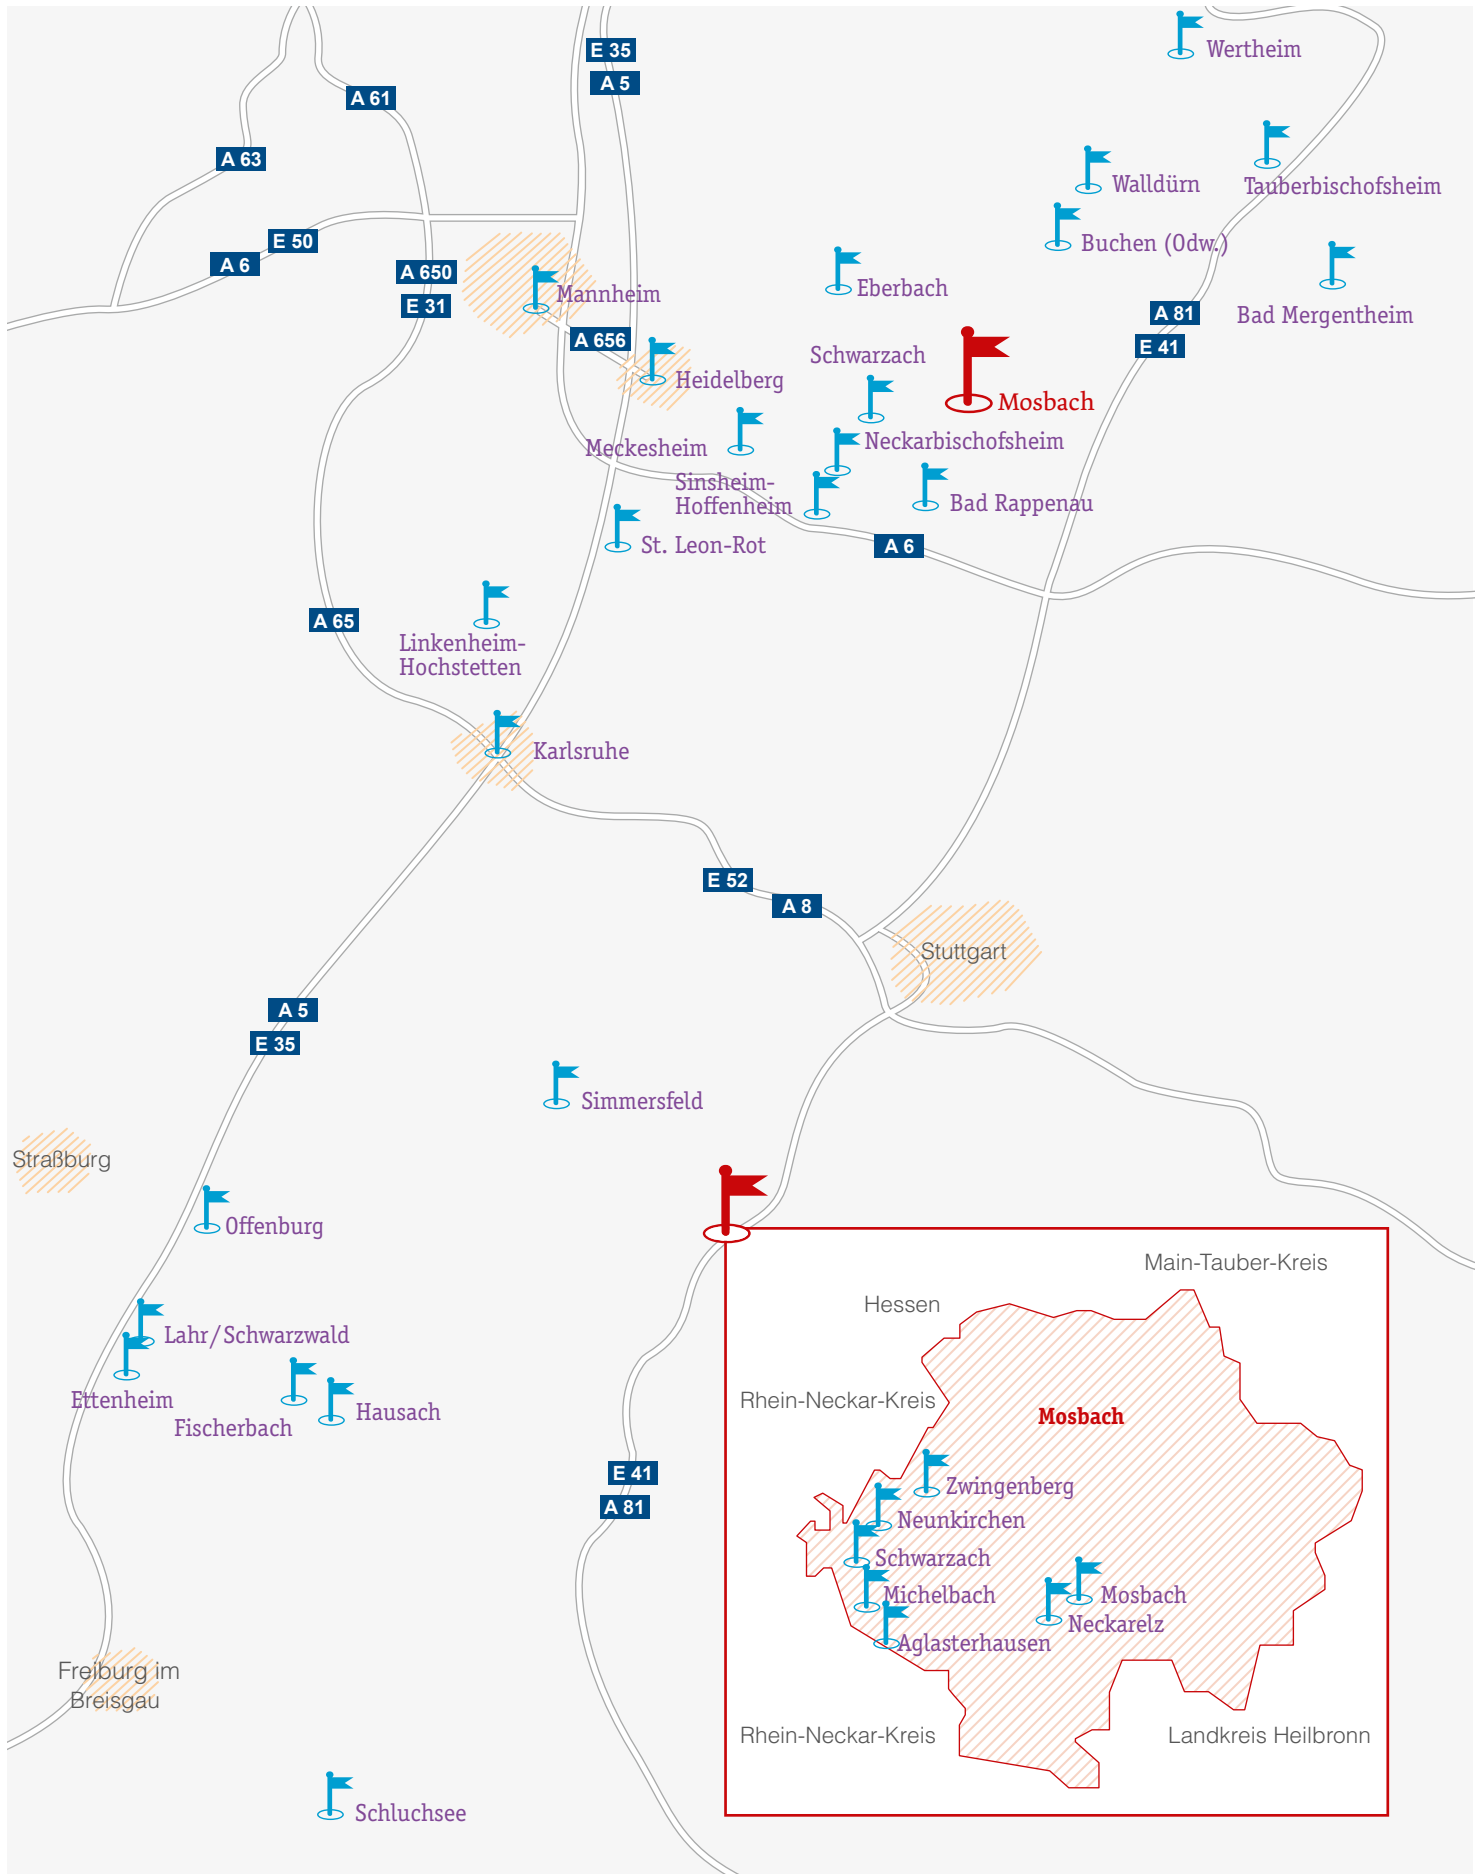 E 35
A 5
Wertheim
A 61
A 63
Walldürn
Tauberbischofsheim
E 50
A 6
Buchen (Odw.)
A 650
E 31
Mannheim
Eberbach
A 81
Bad Mergentheim
E 41
A 656
Schwarzach
Heidelberg
Mosbach
Meckesheim
Neckarbischofsheim
Sinsheim-
Hoffenheim
Bad Rappenau
St. Leon-Rot
A 6
A 65
Linkenheim-
Hochstetten
Karlsruhe
E 52
A 8
Stuttgart
A 5
E 35
Simmersfeld
Straßburg
Offenburg
Lahr/Schwarzwald
Ettenheim
Fischerbach
Hausach
E 41
A 81
Freiburg im
Breisgau
Schluchsee
Main-Tauber-Kreis
Hessen
Rhein-Neckar-Kreis
Mosbach
Zwingenberg
Neunkirchen
Schwarzach
Michelbach
Mosbach
Neckarelz
Aglasterhausen
Rhein-Neckar-Kreis
Landkreis Heilbronn